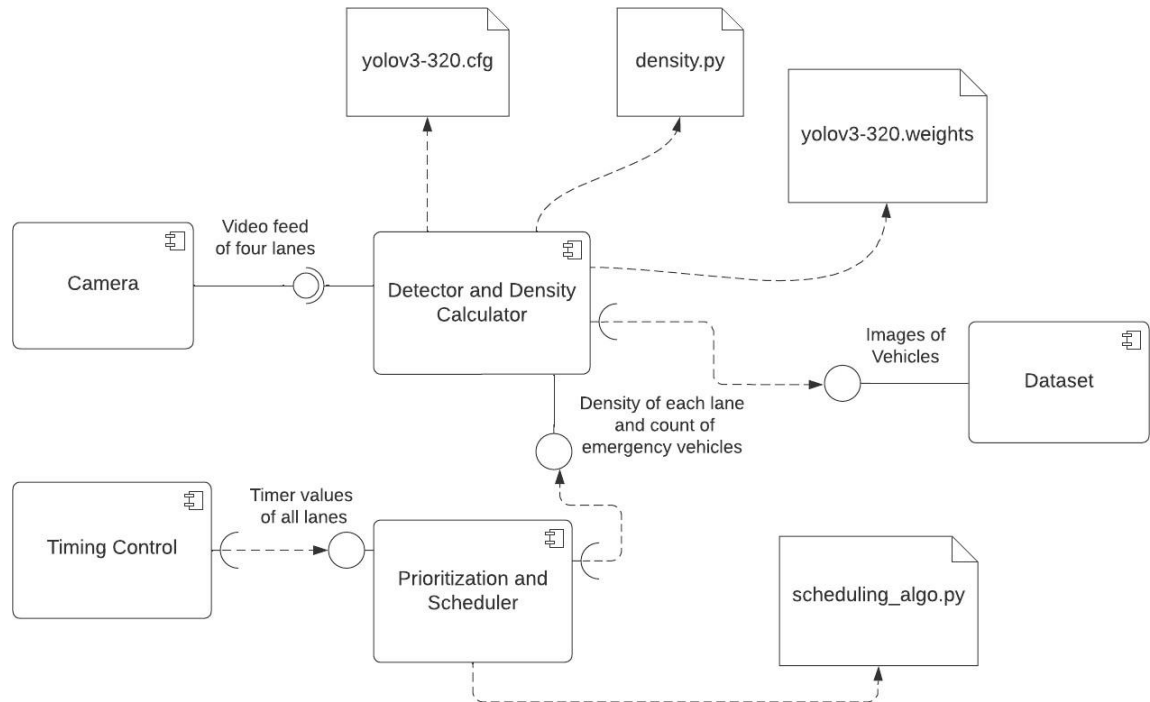 yolov3-320.cfg
density.py
yolov3-320.weights
Video feed
of four lanes
Camera
Detector and Density
Calculator
Images of
Vehicles
Dataset
Density of each lane
and count of
emergency vehicles
Timer values
of all lanes
Timing Control
Prioritization and
Scheduler
scheduling_algo.py